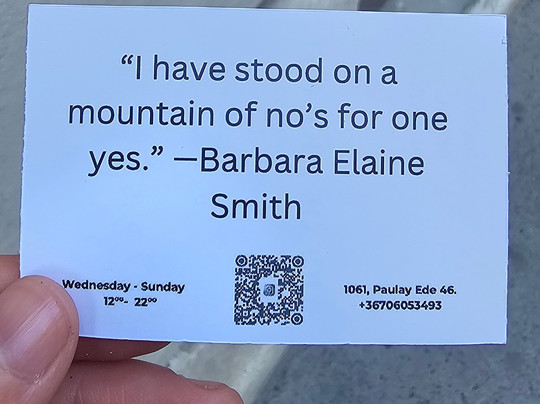 “I have stood on a
mountain of no’s for one
yes.” —Barbara Elaine
Smith
Wednesday - Sunday
12⁰⁰- 22⁰⁰
1061, Paulay Ede 46.
+36706053493